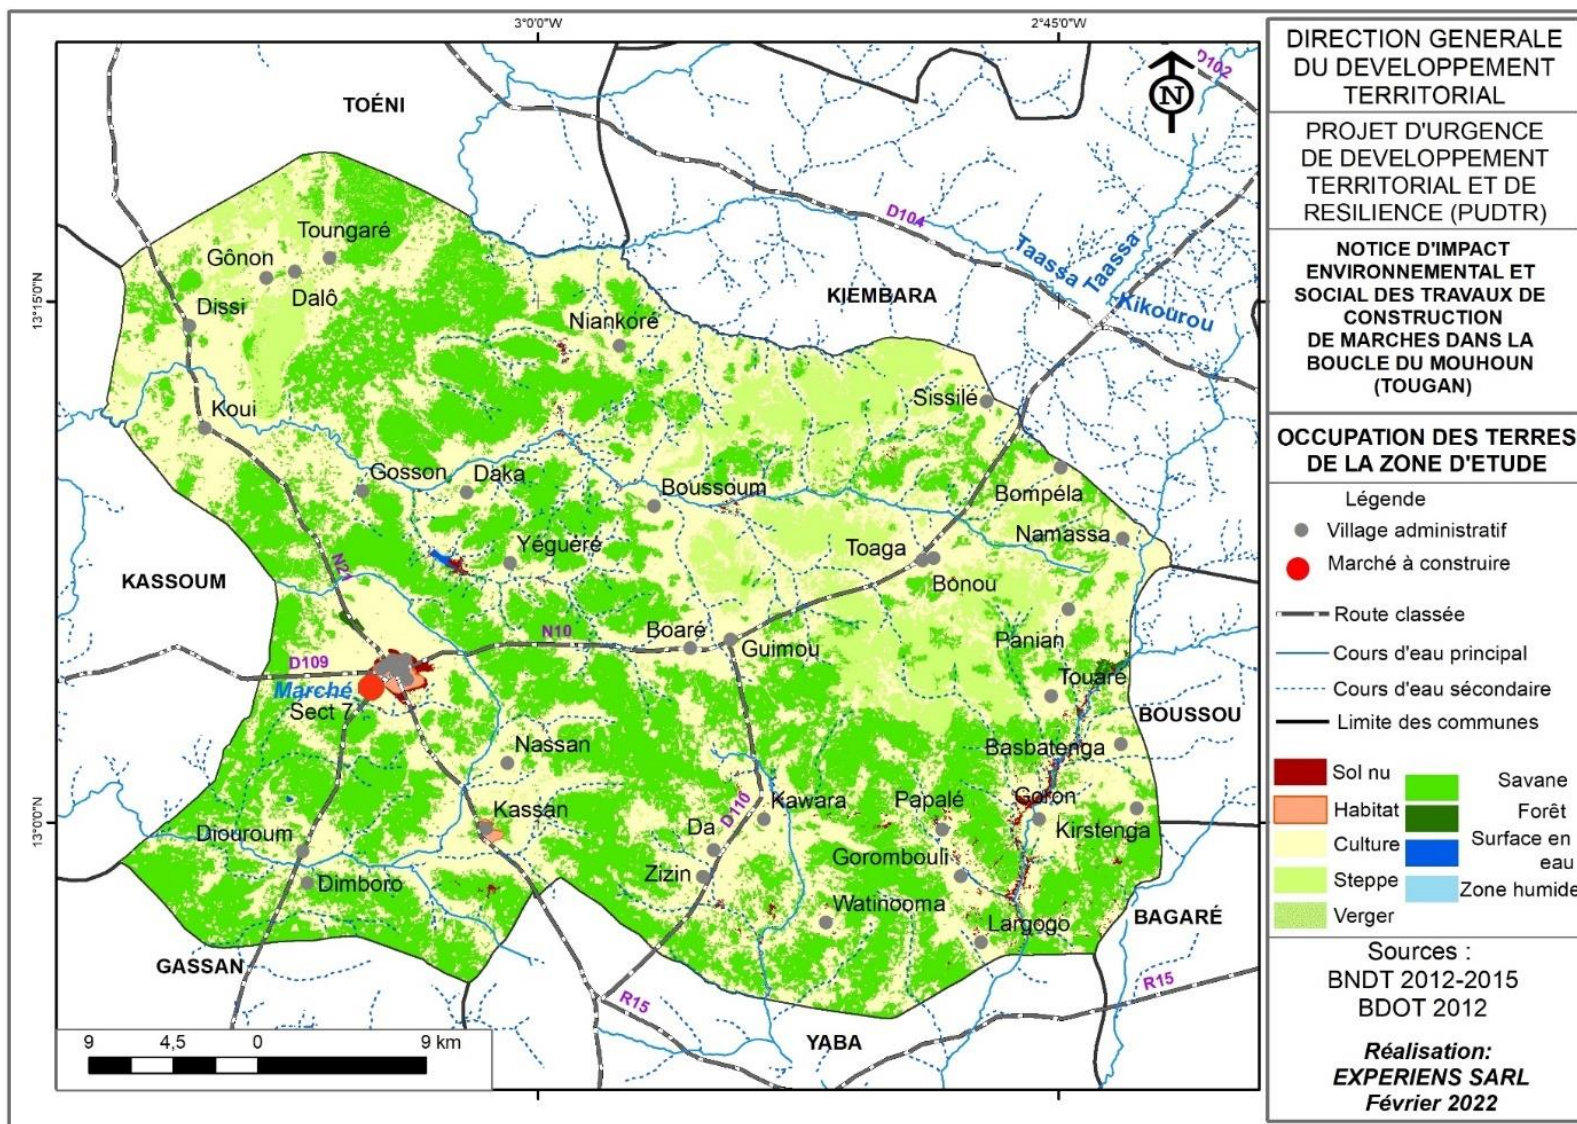 3°0'0"W
2°45'0"W
13°15'0"N
13°0'0"N
TOÉNI
KIEMBARA
KASSOUM
BOUSSOU
BAGARÉ
GASSAN
YABA
D102
D104
Taassa
Taassa
Kikourou
Toungaré
Gônon
Dalô
Dissi
Niankoré
Koui
Sissilé
Gosson
Daka
Boussoum
Bompéla
Namassa
Yéguéré
Toaga
Bonou
N21
N10
Boaré
Guimou
Panian
D109
Marché
Sect 7
Touaré
Basbatenga
Nassan
Kassan
D110
Kawara
Papalé
Goron
Kirstenga
Diouroum
Da
Gorombouli
Dimboro
Zizin
Watinooma
Largogo
R15
R15
9
4,5
0
9 km
N
DIRECTION GENERALE
DU DEVELOPPEMENT
TERRITORIAL
PROJET D'URGENCE
DE DEVELOPPEMENT
TERRITORIAL ET DE
RESILIENCE (PUDTR)
NOTICE D'IMPACT
ENVIRONNEMENTAL ET
SOCIAL DES TRAVAUX DE
CONSTRUCTION
DE MARCHES DANS LA
BOUCLE DU MOUHOUN
(TOUGAN)
OCCUPATION DES TERRES
DE LA ZONE D'ETUDE
Légende
Village administratif
Marché à construire
Route classée
Cours d'eau principal
Cours d'eau sécondaire
Limite des communes
Sol nu
Habitat
Culture
Steppe
Verger
Savane
Forêt
Surface en
eau
Zone humide
Sources :
BNDT 2012-2015
BDOT 2012
Réalisation:
EXPERIENS SARL
Février 2022